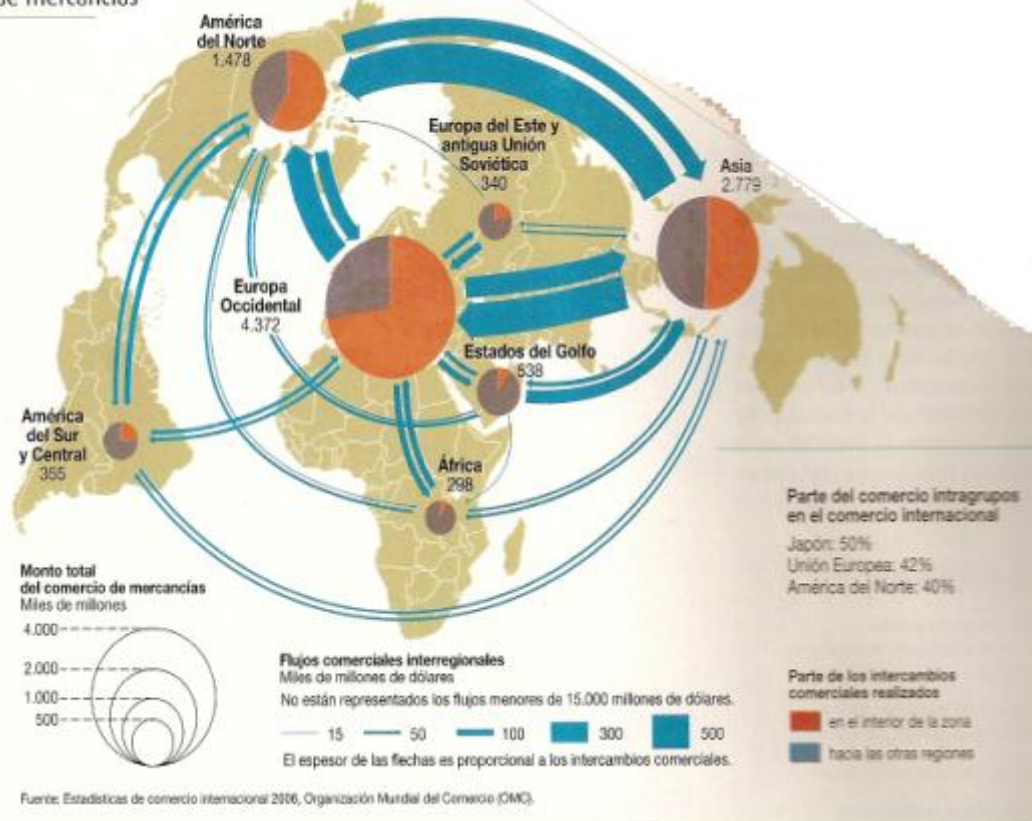 de mercancías
América
del Norte
1.478
Europa del Este y
antigua Unión
Soviética
340
Asia
2.779
Europa
Occidental
4.372
Estados del Golfo
538
América
del Sur
y Central
355
África
298
Parte del comercio intragrupos
en el comercio internacional
Japón: 50%
Unión Europea: 42%
América del Norte: 40%
Monto total
del comercio de mercancías
Miles de millones
4.000
2.000
1.000
500
Flujos comerciales interregionales
Miles de millones de dólares
No están representados los flujos menores de 15.000 millones de dólares.
15 50 100 300 500
El espesor de las flechas es proporcional a los intercambios comerciales.
Parte de los intercambios
comerciales realizados
en el interior de la zona
hacia las otras regiones
Fuente: Estadísticas de comercio internacional 2006, Organización Mundial del Comercio (OMC).